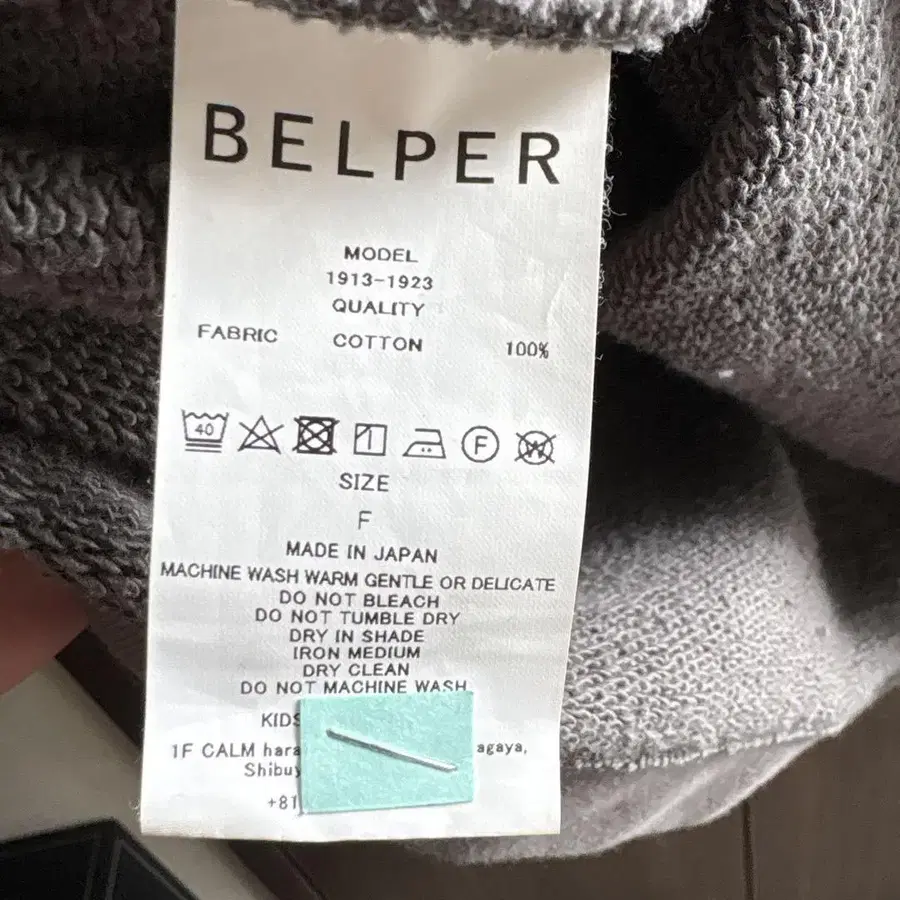 BELPER
MODEL
1913-1923
QUALITY
FABRIC COTTON 100%
40 F W
SIZE
F
MADE IN JAPAN
MACHINE WASH WARM GENTLE OR DELICATE
DO NOT BLEACH
DO NOT TUMBLE DRY
DRY IN SHADE
IRON MEDIUM
DRY CLEAN
DO NOT MACHINE WASH
KIDS
1F CALM hara agaya,
Shibuy
+81